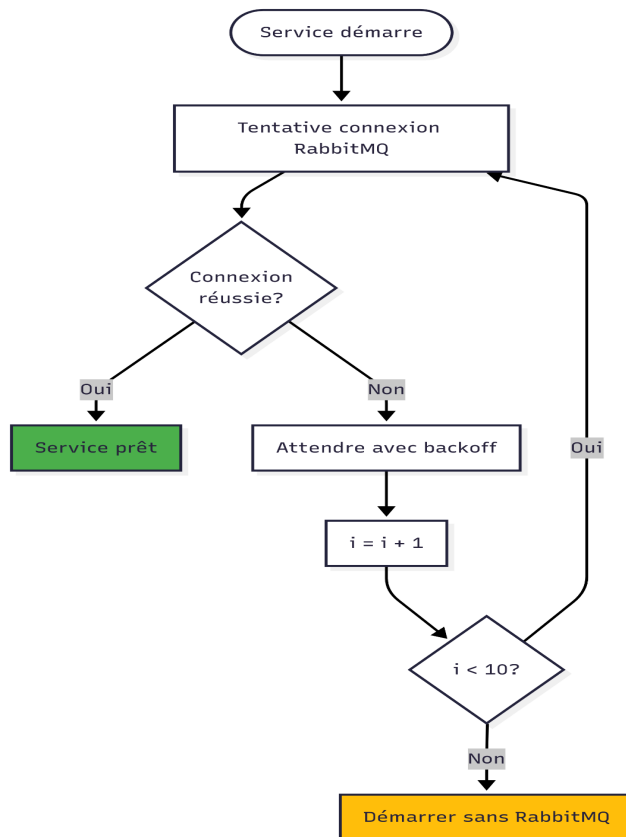 Service démarre
Tentative connexion
RabbitMQ
Connexion
réussie?
Oui
Non
Service prêt
Attendre avec backoff
Oui
i = i + 1
i < 10?
Non
Démarrer sans RabbitMQ